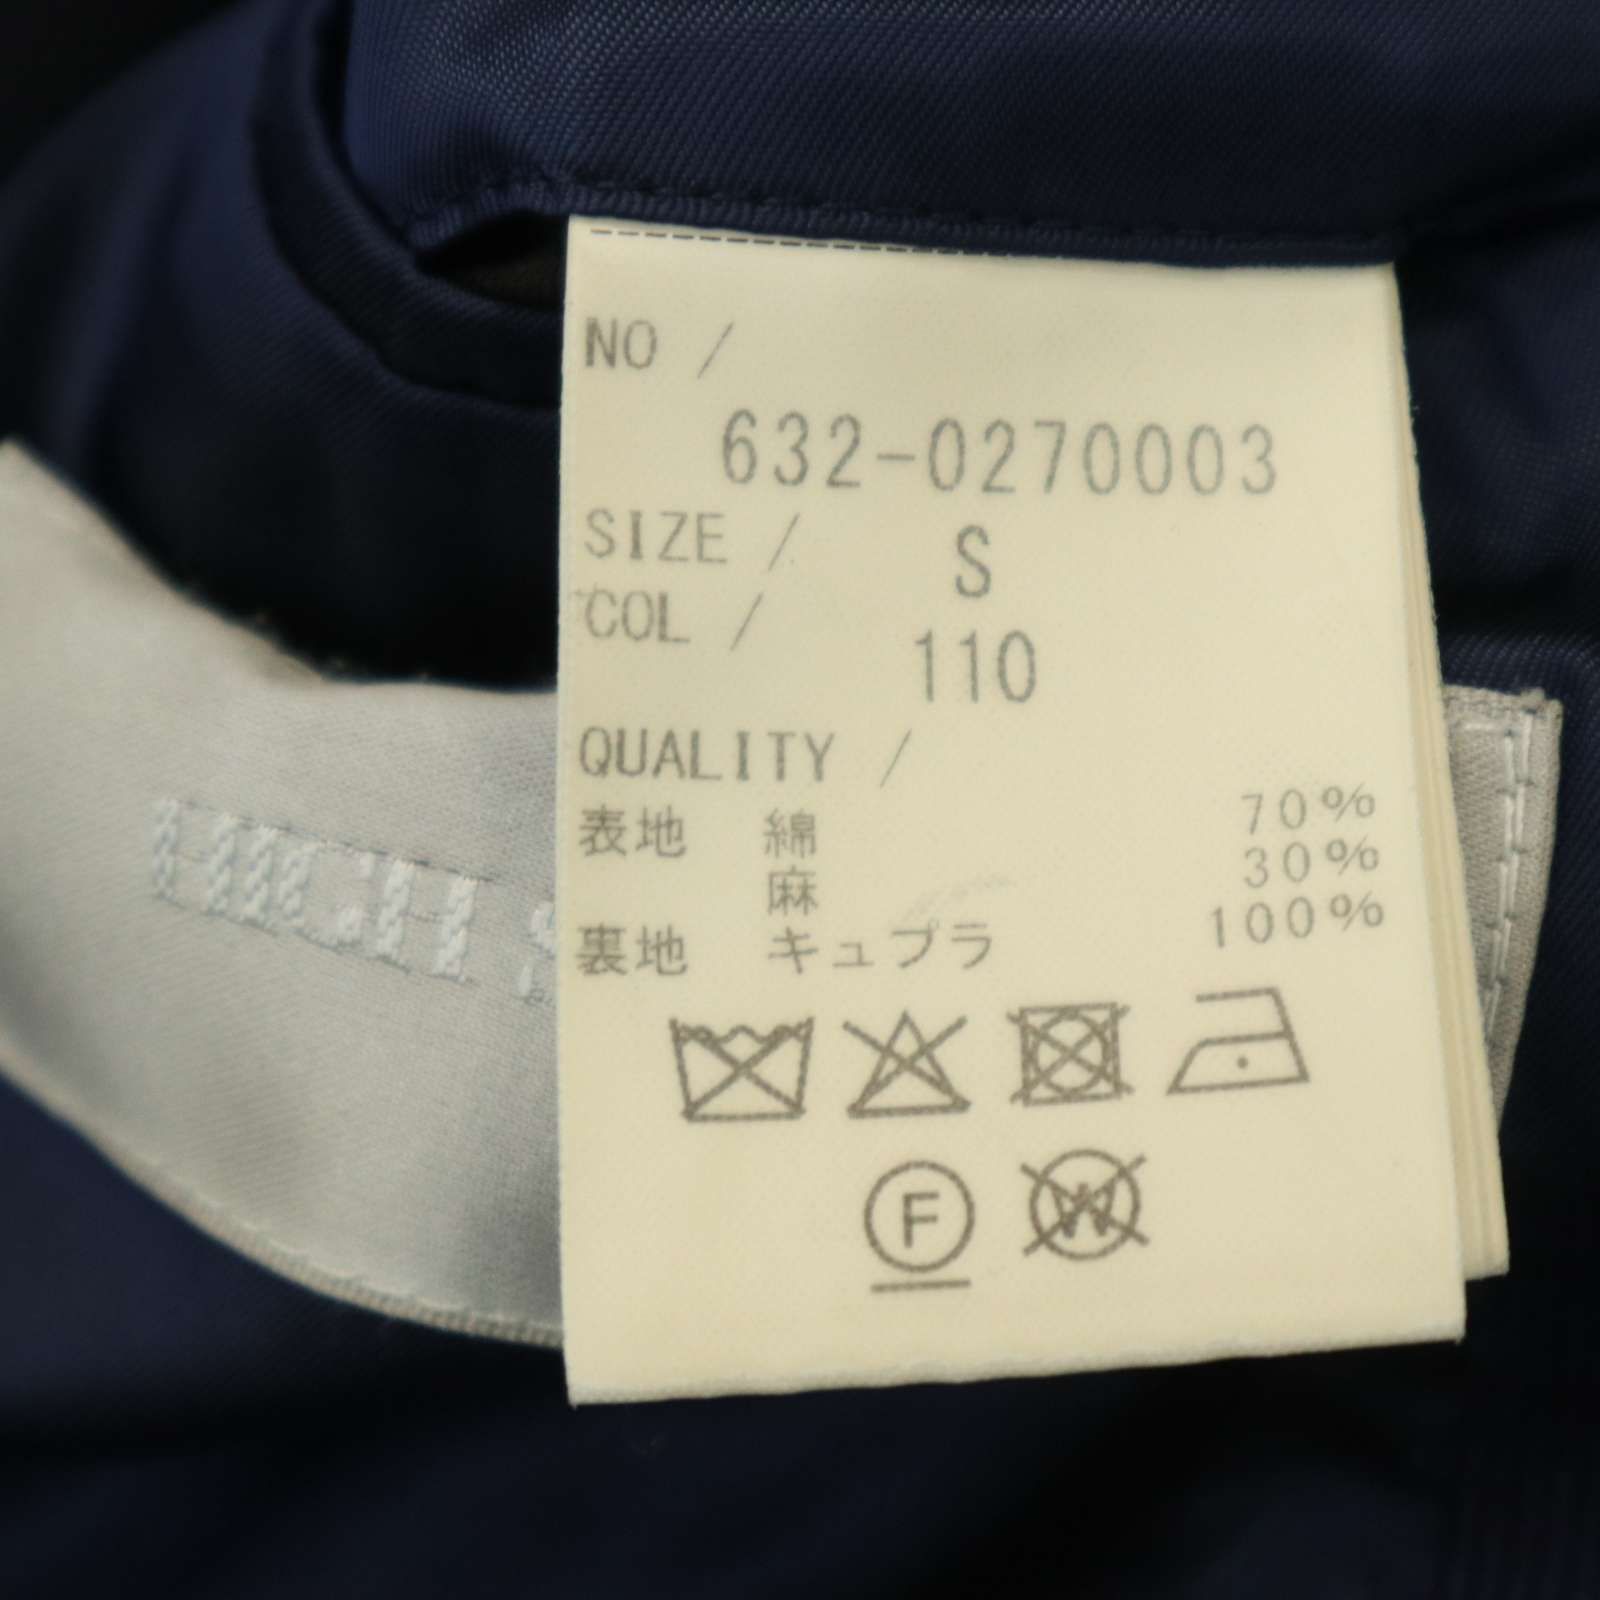 NO /
632-0270003
SIZE / S
COL / 110
QUALITY /
表地 綿 70%
麻 30%
裏地 キュプラ 100%
F
W